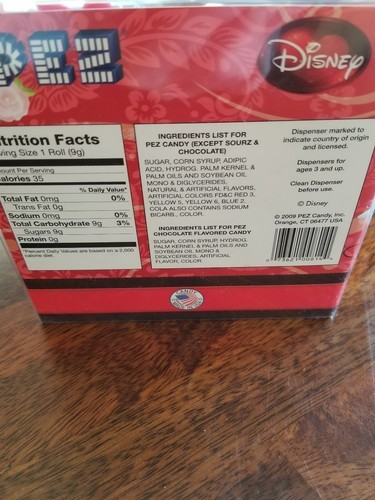 PEZ
Disney
trition Facts
ving Size 1 Roll (9g)
ount Per Serving
alories 35
% Daily Value*
Total Fat 0mg 0%
Trans Fat 0g
Sodium 0mg 0%
Total Carbohydrate 9g 3%
Sugars 9g
Protein 0g
*Percent Daily Values are based on a 2,000
calorie diet.
INGREDIENTS LIST FOR
PEZ CANDY (EXCEPT SOURZ &
CHOCOLATE)
SUGAR, CORN SYRUP, ADIPIC
ACID, HYDROG. PALM KERNEL &
PALM OILS AND SOYBEAN OIL
MONO & DIGLYCERIDES,
NATURAL & ARTIFICIAL FLAVORS,
ARTIFICIAL COLORS FD&C RED 3,
YELLOW 5, YELLOW 6, BLUE 2.
COLA ALSO CONTAINS SODIUM
BICARB., COLOR.
INGREDIENTS LIST FOR PEZ
CHOCOLATE FLAVORED CANDY
SUGAR, CORN SYRUP, HYDROG.
PALM KERNEL & PALM OILS AND
SOYBEAN OIL MONO &
DIGLYCERIDES, ARTIFICIAL
FLAVOR, COLOR.
Dispenser marked to
indicate country of origin
and licensed.
Dispensers for
ages 3 and up.
Clean Dispenser
before use.
© Disney
© 2009 PEZ Candy, Inc.
Orange, CT 06477 USA
CANDY
MADE IN USA